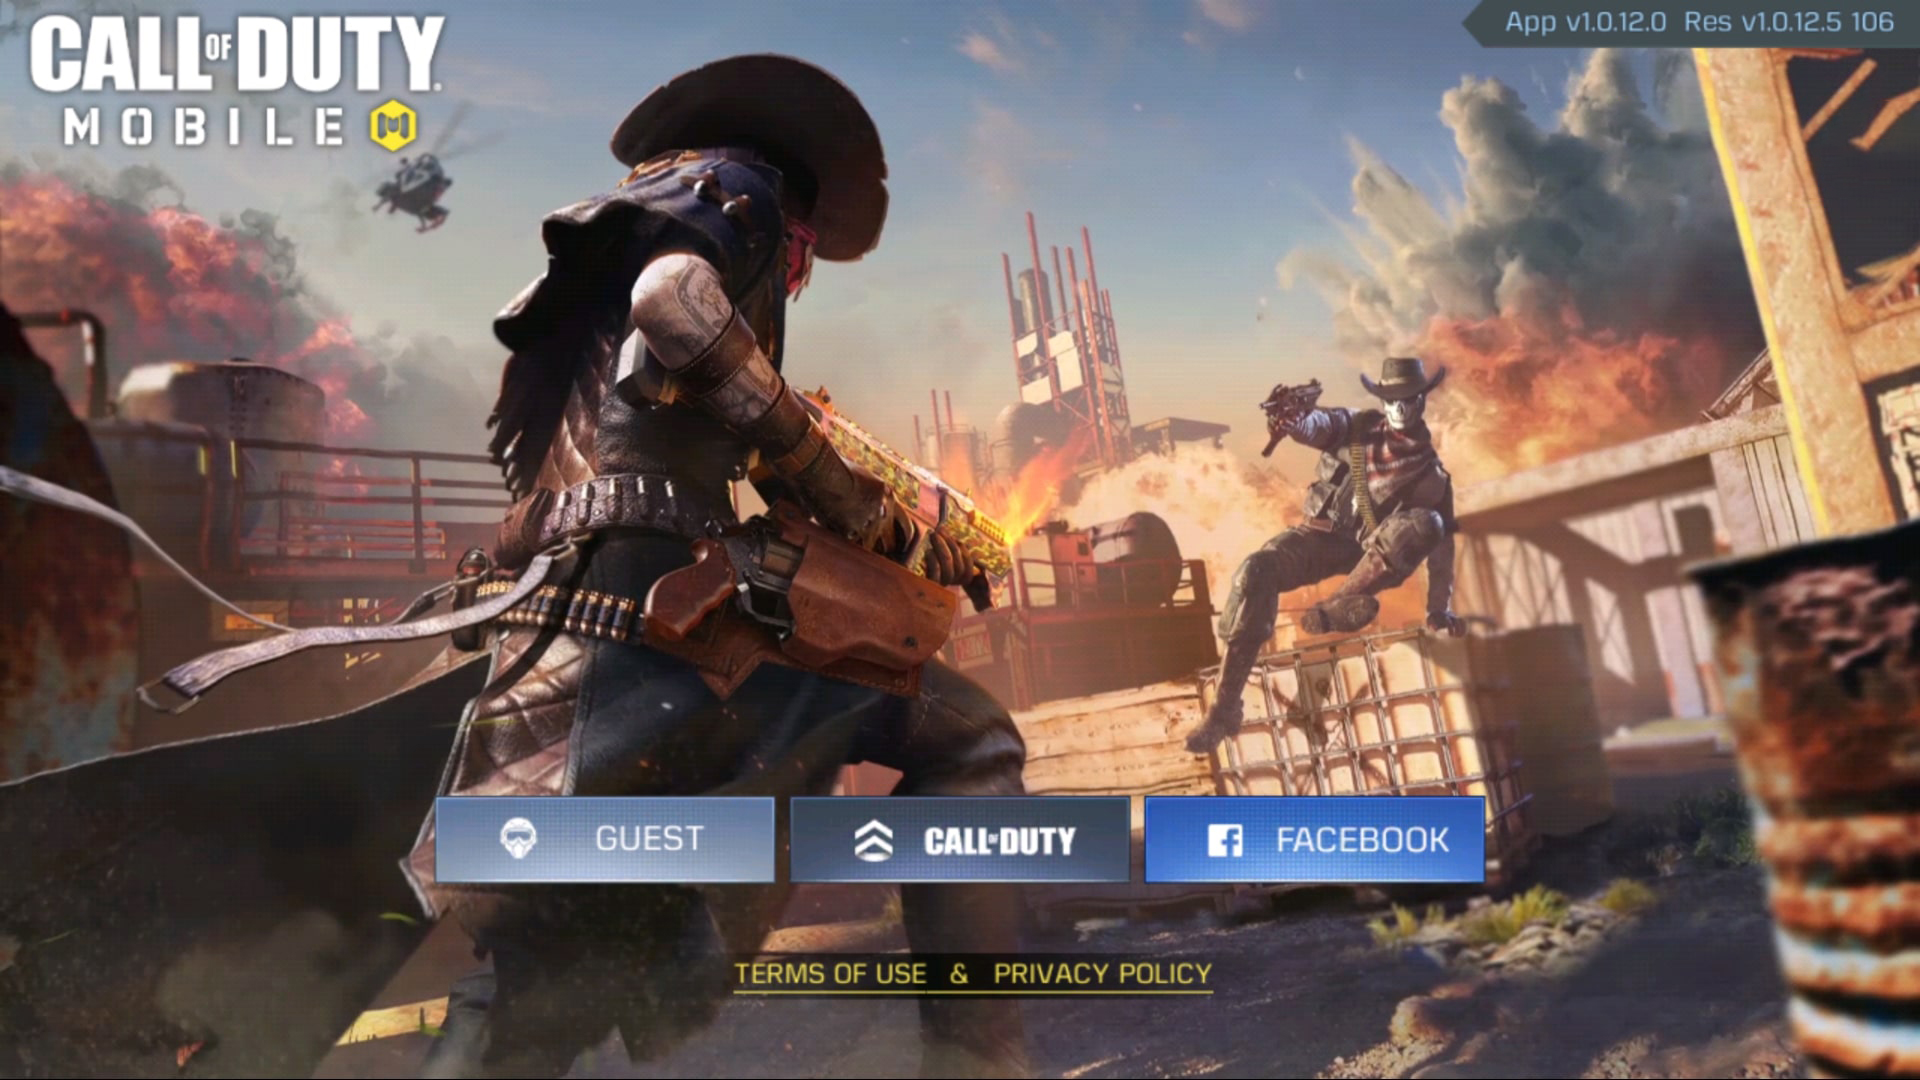 CALL OF DUTY
MOBILE
App v1.0.12.0 Res v1.0.12.5 106
GUEST
CALL OF DUTY
FACEBOOK
TERMS OF USE & PRIVACY POLICY